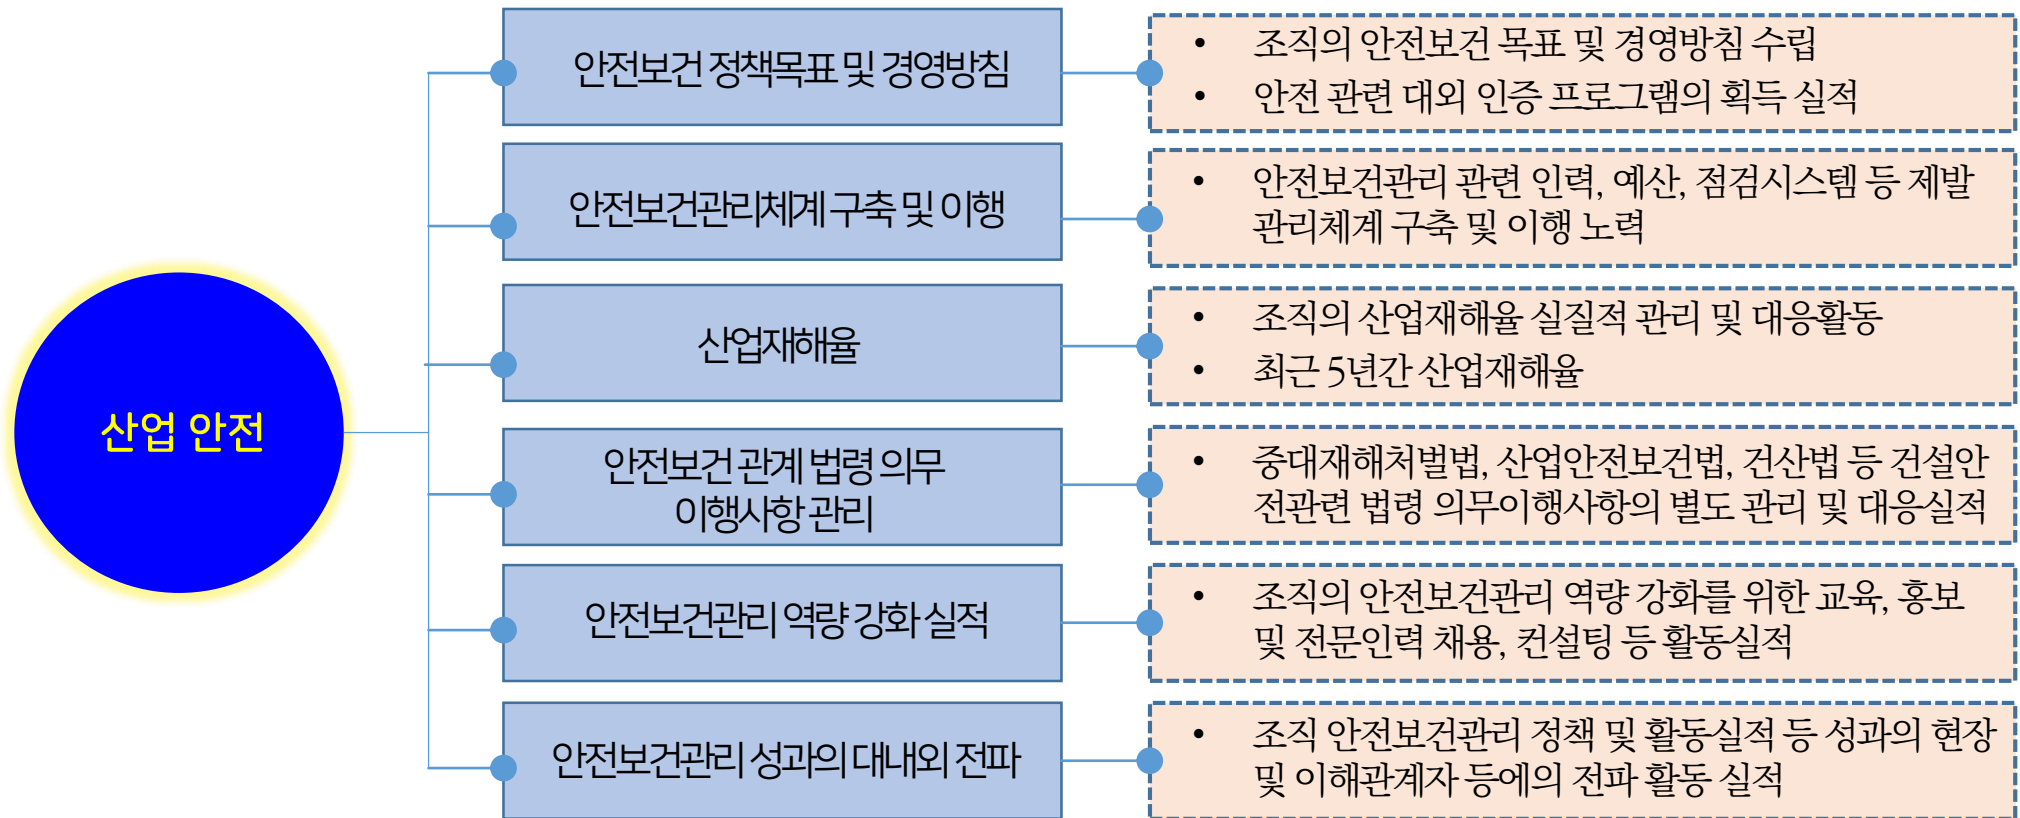 산업 안전
안전보건 정책목표 및 경영방침
• 조직의 안전보건 목표 및 경영방침 수립
• 안전 관련 대외 인증 프로그램의 획득 실적
안전보건관리체계 구축 및 이행
• 안전보건관리 관련 인력, 예산, 점검시스템 등 제발
관리체계 구축 및 이행 노력
산업재해율
• 조직의 산업재해율 실질적 관리 및 대응활동
• 최근 5년간 산업재해율
안전보건 관계 법령 의무
이행사항 관리
• 중대재해처벌법, 산업안전보건법, 건산법 등 건설안
전관련 법령 의무이행사항의 별도 관리 및 대응실적
안전보건관리 역량 강화 실적
• 조직의 안전보건관리 역량 강화를 위한 교육, 홍보
및 전문인력 채용, 컨설팅 등 활동실적
안전보건관리 성과의 대내외 전파
• 조직 안전보건관리 정책 및 활동실적 등 성과의 현장
및 이해관계자 등에의 전파 활동 실적